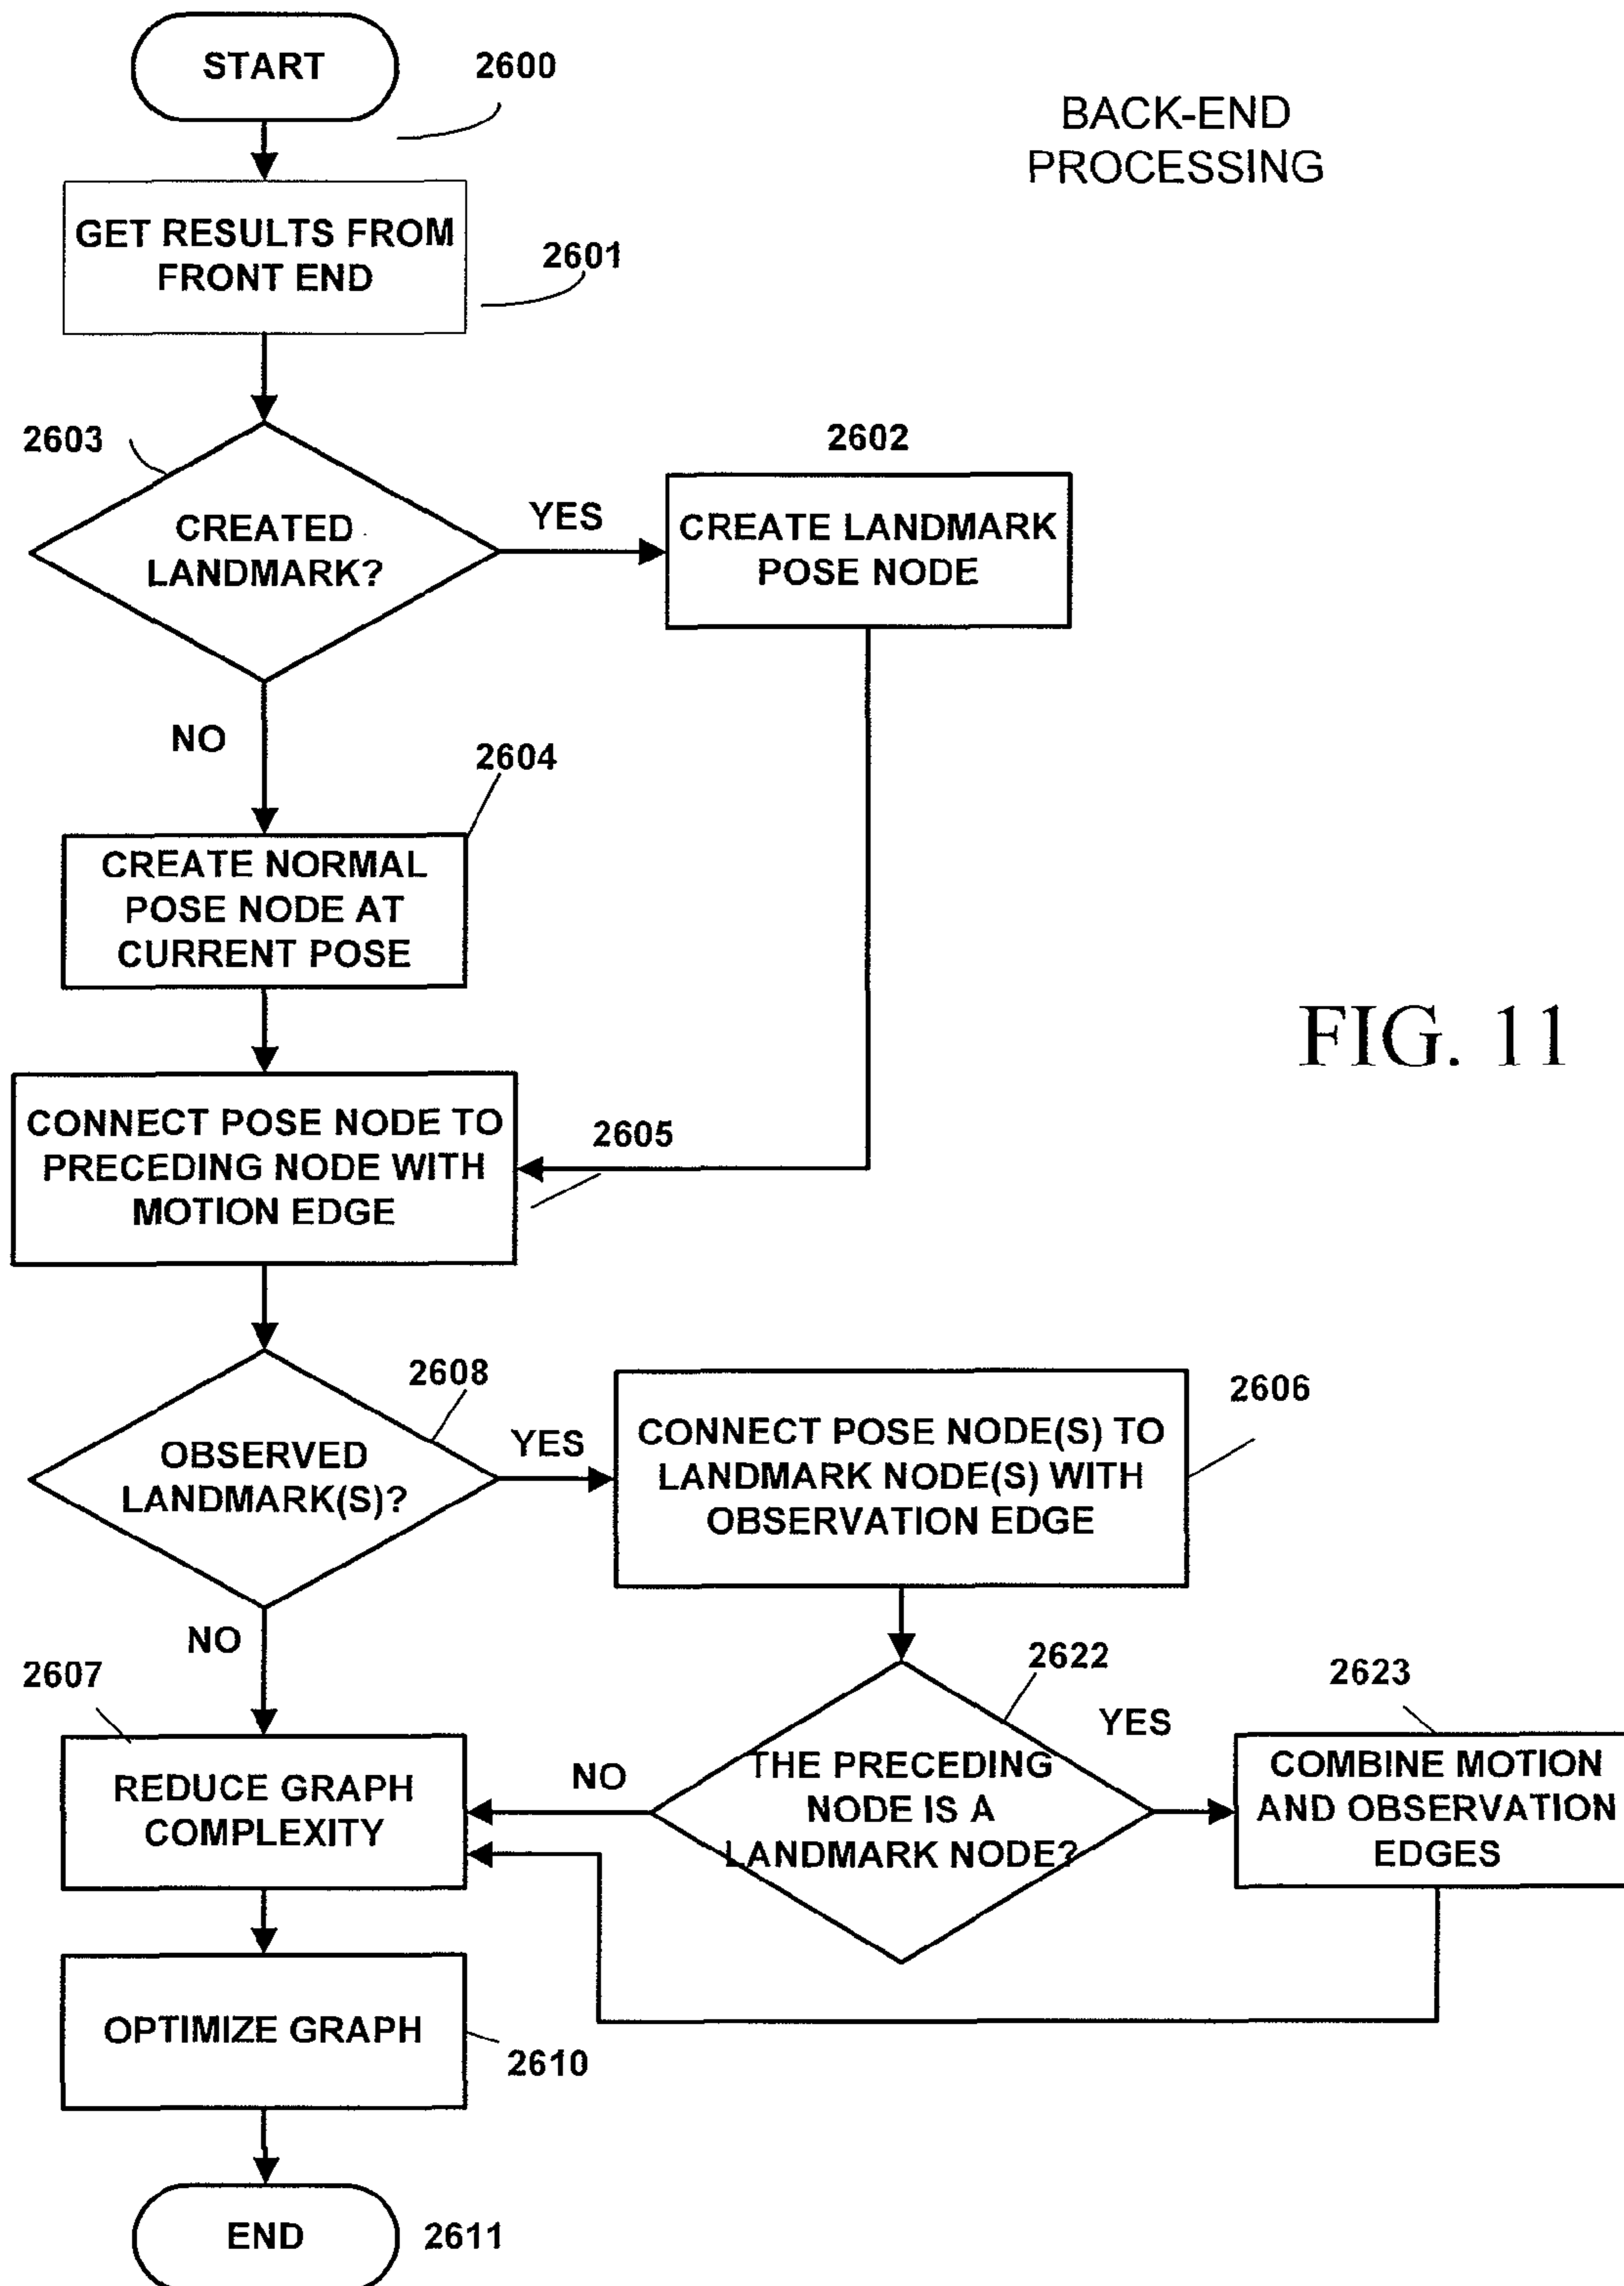 START
2600
BACK-END
PROCESSING
GET RESULTS FROM
FRONT END
2601
2603
CREATED
LANDMARK?
YES
2602
CREATE LANDMARK
POSE NODE
NO
2604
CREATE NORMAL
POSE NODE AT
CURRENT POSE
FIG. 11
CONNECT POSE NODE TO
PRECEDING NODE WITH
MOTION EDGE
2605
2608
OBSERVED
LANDMARK(S)?
YES
CONNECT POSE NODE(S) TO
LANDMARK NODE(S) WITH
OBSERVATION EDGE
2606
NO
2607
REDUCE GRAPH
COMPLEXITY
NO
2622
THE PRECEDING
NODE IS A
LANDMARK NODE?
YES
2623
COMBINE MOTION
AND OBSERVATION
EDGES
OPTIMIZE GRAPH
2610
END
2611